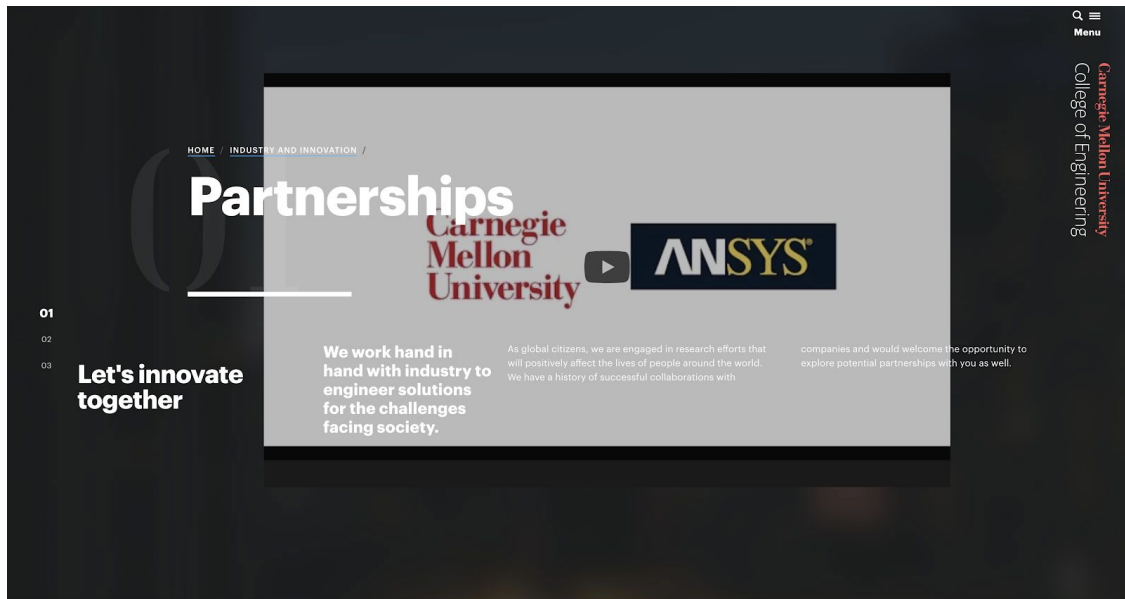 Menu
Carnegie Mellon University
College of Engineering
HOME / INDUSTRY AND INNOVATION /
01
Partnerships
Carnegie
Mellon
University
ANSYS®
01
02
03
Let's innovate
together
We work hand in
hand with industry to
engineer solutions
for the challenges
facing society.
As global citizens, we are engaged in research efforts that
will positively affect the lives of people around the world.
We have a history of successful collaborations with
companies and would welcome the opportunity to
explore potential partnerships with you as well.